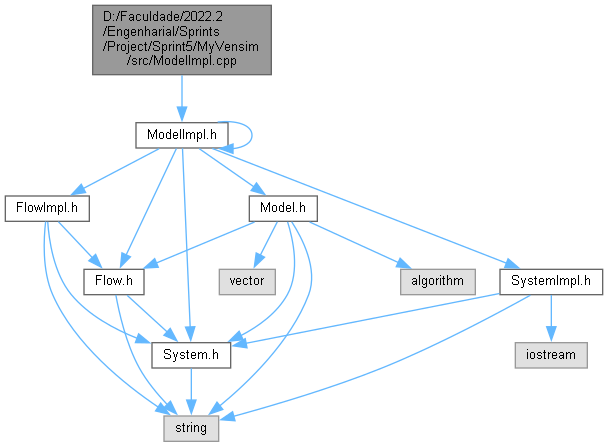 D:/Faculdade/2022.2
/Engenharial/Sprints
/Project/Sprint5/MyVensim
/src/ModelImpl.cpp
ModelImpl.h
FlowImpl.h
Model.h
Flow.h
vector
algorithm
SystemImpl.h
System.h
iostream
string